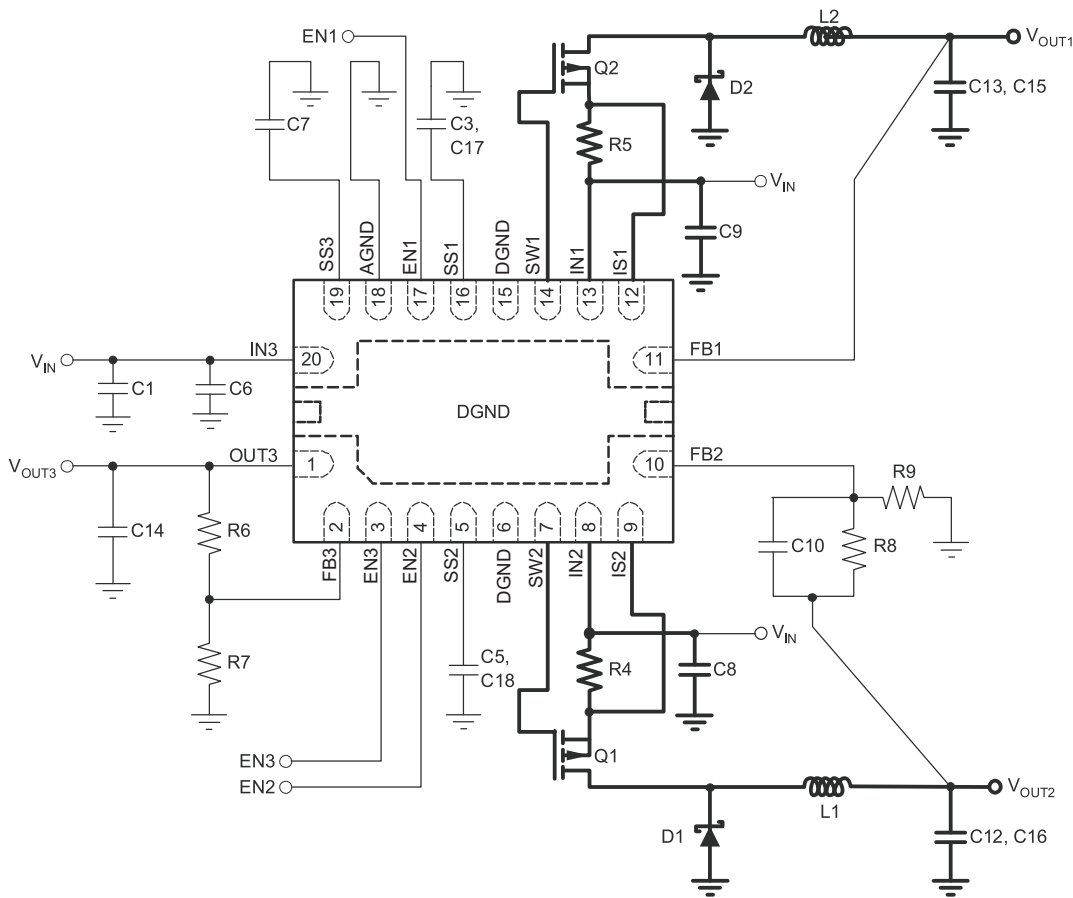 L2
EN1
VOUT1
Q2
D2
C13, C15
C7
C3,
C17
R5
VIN
C9
SS3
AGND
EN1
SS1
DGND
SW1
IN1
IS1
19
18
17
16
15
14
13
12
VIN
IN3
20
11
FB1
C1
C6
DGND
VOUT3
OUT3
1
10
FB2
R9
C14
R6
2
3
4
5
6
7
8
9
C10
R8
FB3
EN3
EN2
SS2
DGND
SW2
IN2
IS2
VIN
R7
C5,
C18
R4
C8
EN3
EN2
Q1
VOUT2
L1
D1
C12, C16